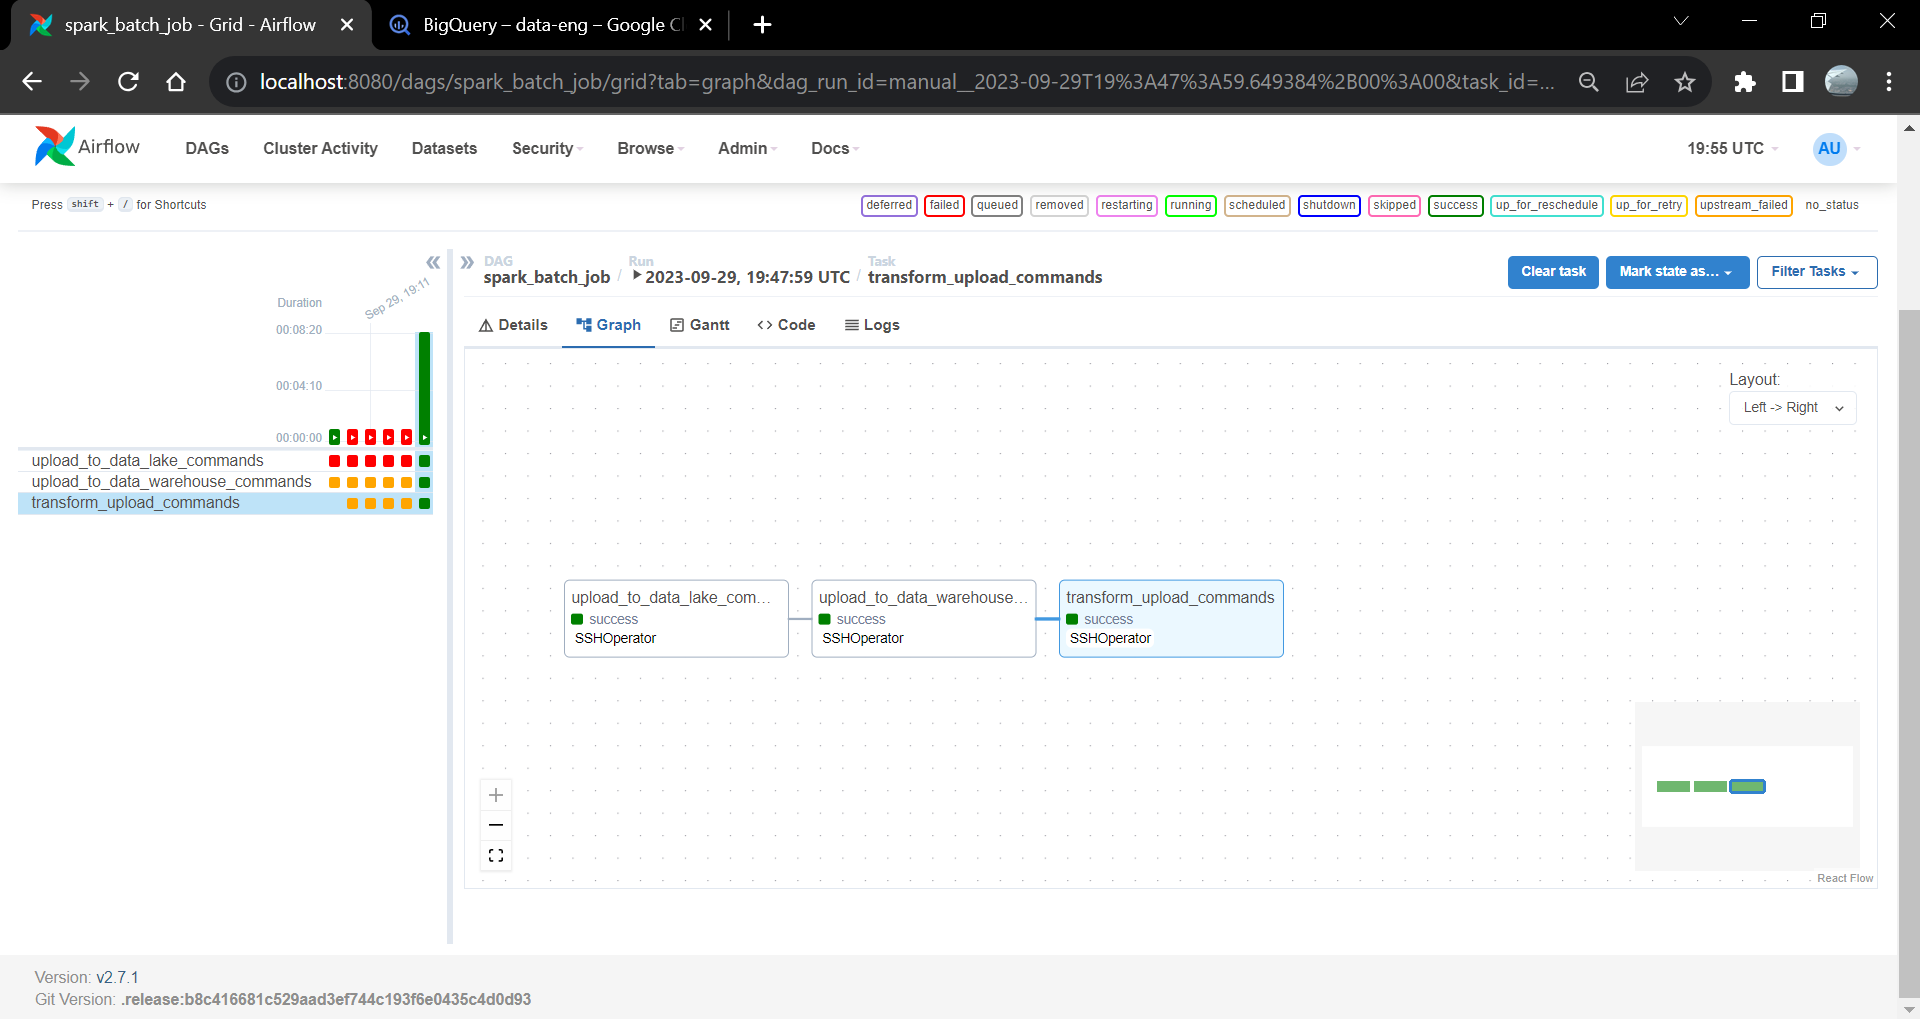 spark_batch_job - Grid - Airflow
BigQuery – data-eng – Google C
localhost:8080/dags/spark_batch_job/grid?tab=graph&dag_run_id=manual__2023-09-29T19%3A47%3A59.649384%2B00%3A00&task_id=...
Airflow DAGs Cluster Activity Datasets Security Browse Admin Docs 19:55 UTC AU
Press shift + / for Shortcuts
deferred failed queued removed restarting running scheduled shutdown skipped success up_for_reschedule up_for_retry upstream_failed no_status
DAG Run Task
spark_batch_job / 2023-09-29, 19:47:59 UTC / transform_upload_commands
Clear task Mark state as... Filter Tasks
Sep 29, 19:11
Duration
00:08:20
00:04:10
00:00:00
upload_to_data_lake_commands
upload_to_data_warehouse_commands
transform_upload_commands
Details Graph Gantt Code Logs
Layout:
Left -> Right
upload_to_data_lake_com...
success
SSHOperator
upload_to_data_warehouse...
success
SSHOperator
transform_upload_commands
success
SSHOperator
React Flow
Version: v2.7.1
Git Version: .release:b8c416681c529aad3ef744c193f6e0435c4d0d93